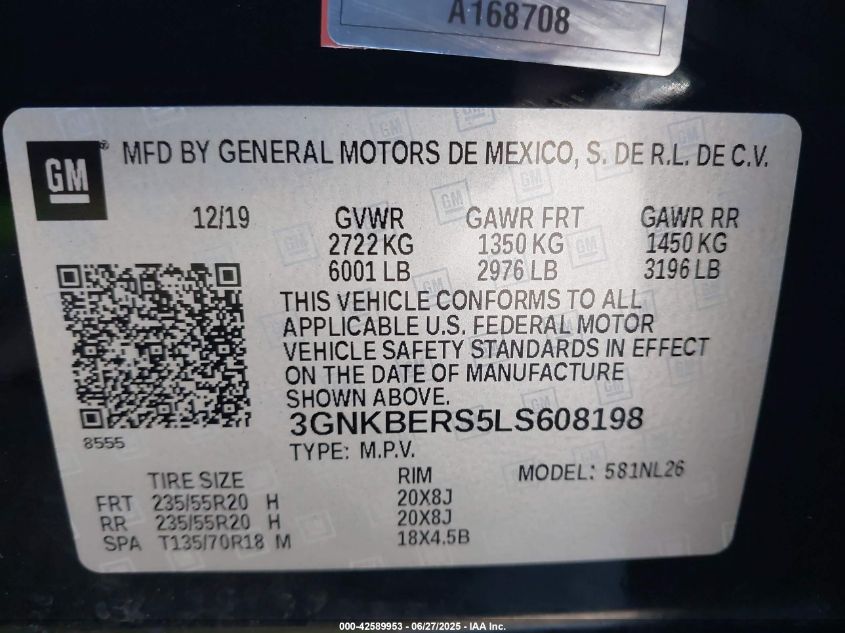 A168708
GM ® MFD BY GENERAL MOTORS DE MEXICO, S. DE R.L. DE C.V.
12/19 GVWR GAWR FRT GAWR RR
2722 KG 1350 KG 1450 KG
6001 LB 2976 LB 3196 LB
THIS VEHICLE CONFORMS TO ALL
APPLICABLE U.S. FEDERAL MOTOR
VEHICLE SAFETY STANDARDS IN EFFECT
ON THE DATE OF MANUFACTURE
SHOWN ABOVE.
3GNKBERS5LS608198
8555
TYPE: M.P.V.
TIRE SIZE RIM MODEL: 581NL26
FRT 235/55R20 H 20X8J
RR 235/55R20 H 20X8J
SPA T135/70R18 M 18X4.5B
000-42589953 - 06/27/2025 - IAA Inc.